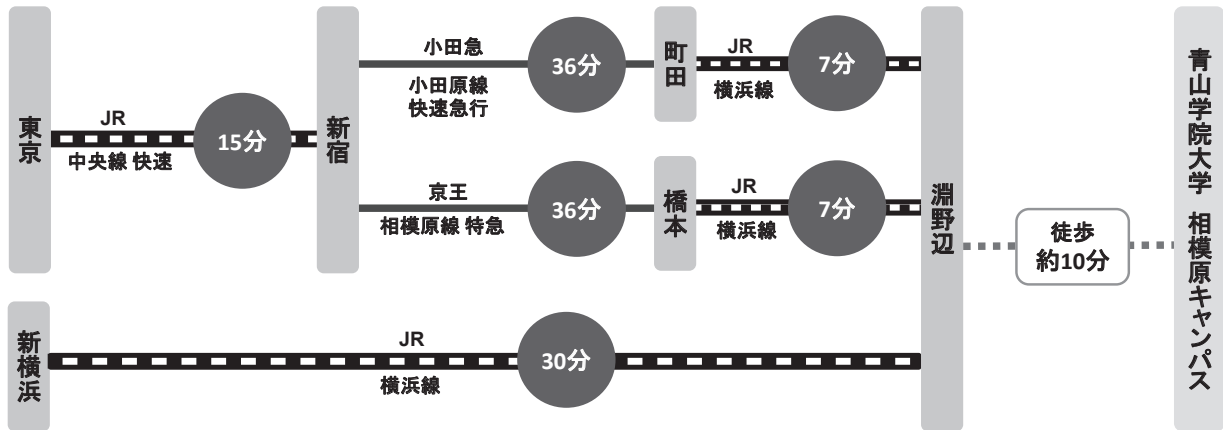 東京
JR
中央線 快速
15分
新宿
小田急
小田原線
快速急行
36分
町田
JR
横浜線
7分
京王
相模原線 特急
36分
橋本
JR
横浜線
7分
新横浜
JR
横浜線
30分
淵野辺
徒歩
約10分
青山学院大学 相模原キャンパス